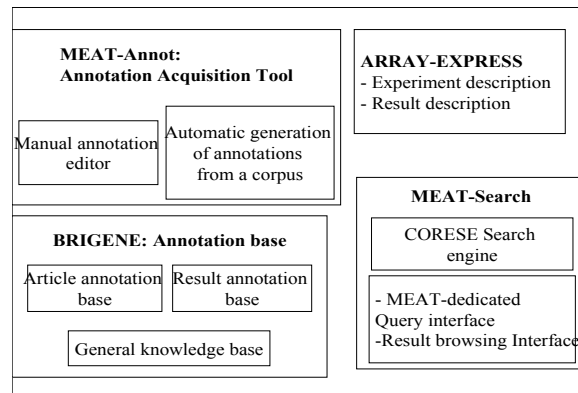 MEAT-Annot:
Annotation Acquisition Tool
Manual annotation
editor
Automatic generation
of annotations
from a corpus
ARRAY-EXPRESS
- Experiment description
- Result description
BRIGENE: Annotation base
Article annotation
base
Result annotation
base
General knowledge base
MEAT-Search
CORESE Search
engine
- MEAT-dedicated
Query interface
-Result browsing Interface